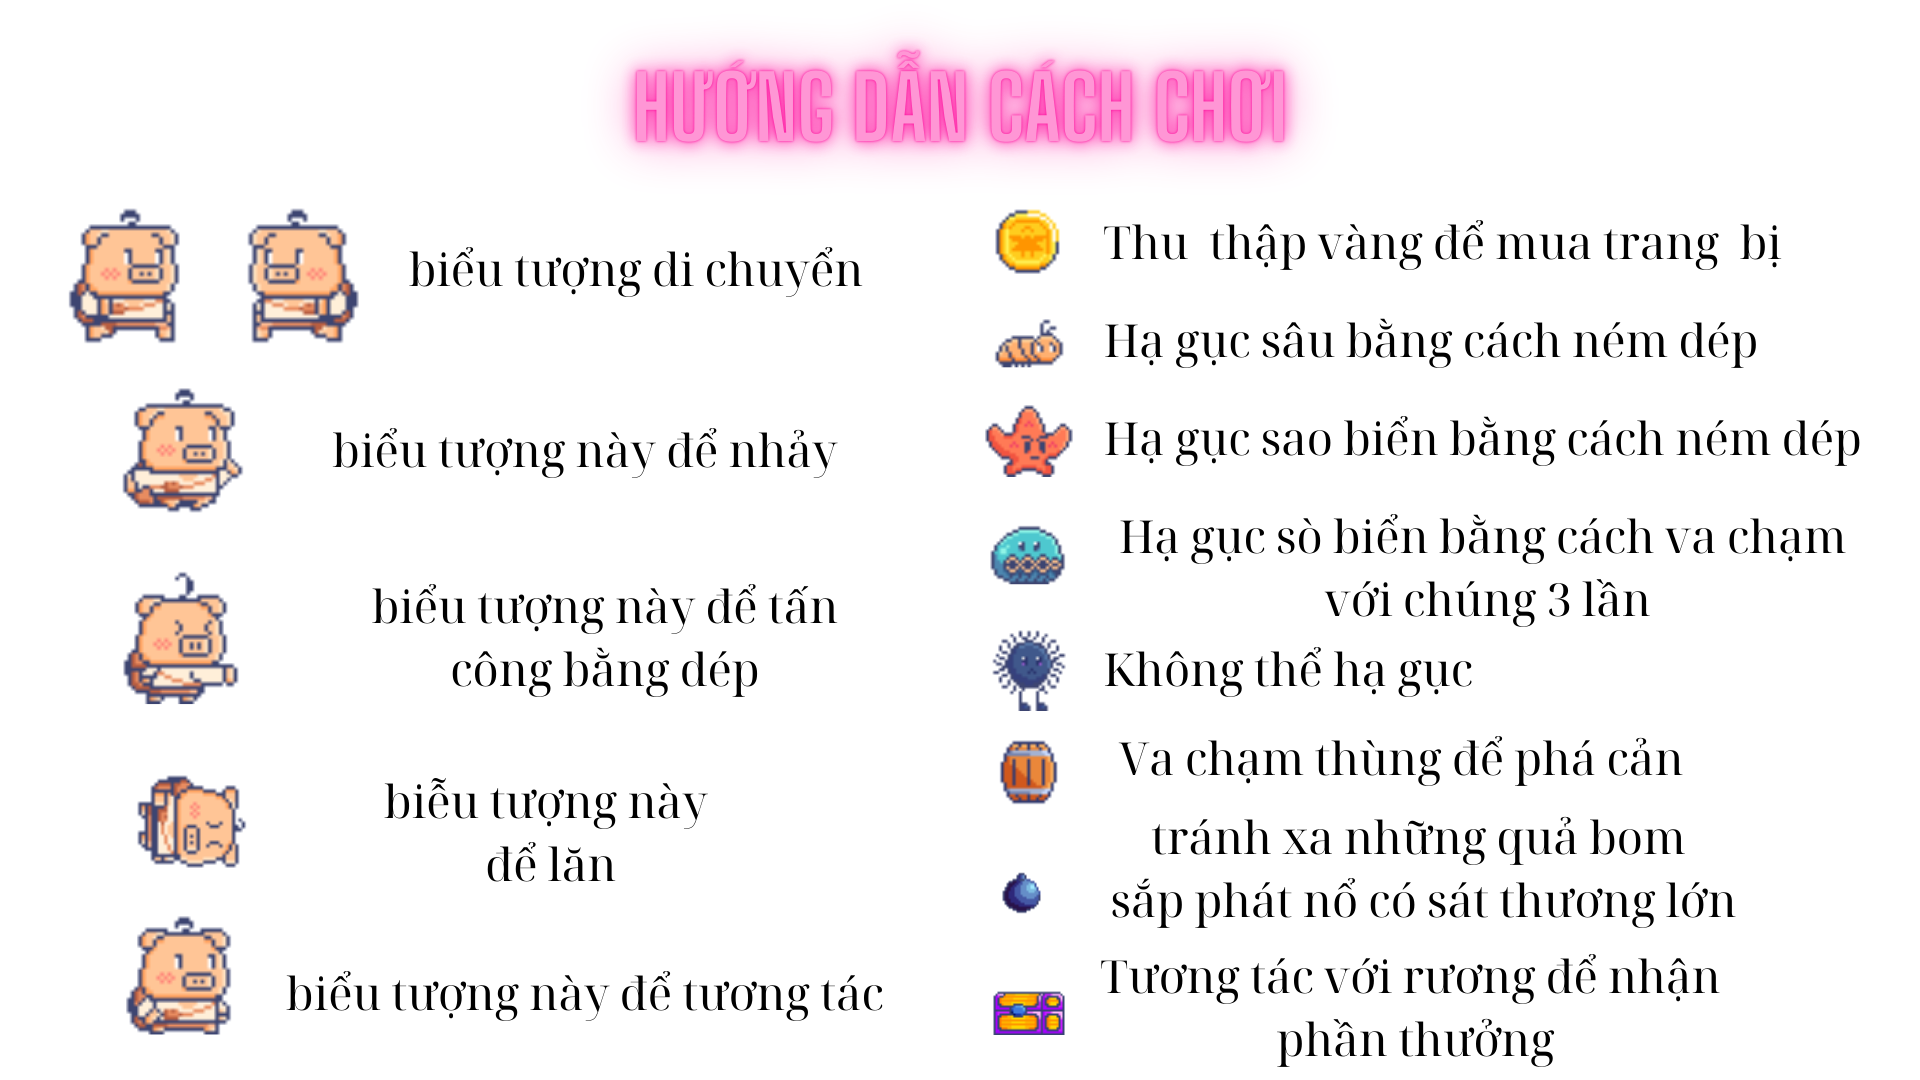 HƯỚNG DẪN CÁCH CHƠI
biểu tượng di chuyển
biểu tượng này để nhảy
biểu tượng này để tấn
công bằng dép
biễu tượng này
để lăn
biểu tượng này để tương tác
Thu thập vàng để mua trang bị
Hạ gục sâu bằng cách ném dép
Hạ gục sao biển bằng cách ném dép
Hạ gục sò biển bằng cách va chạm
với chúng 3 lần
Không thể hạ gục
Va chạm thùng để phá cản
tránh xa những quả bom
sắp phát nổ có sát thương lớn
Tương tác với rương để nhận
phần thưởng